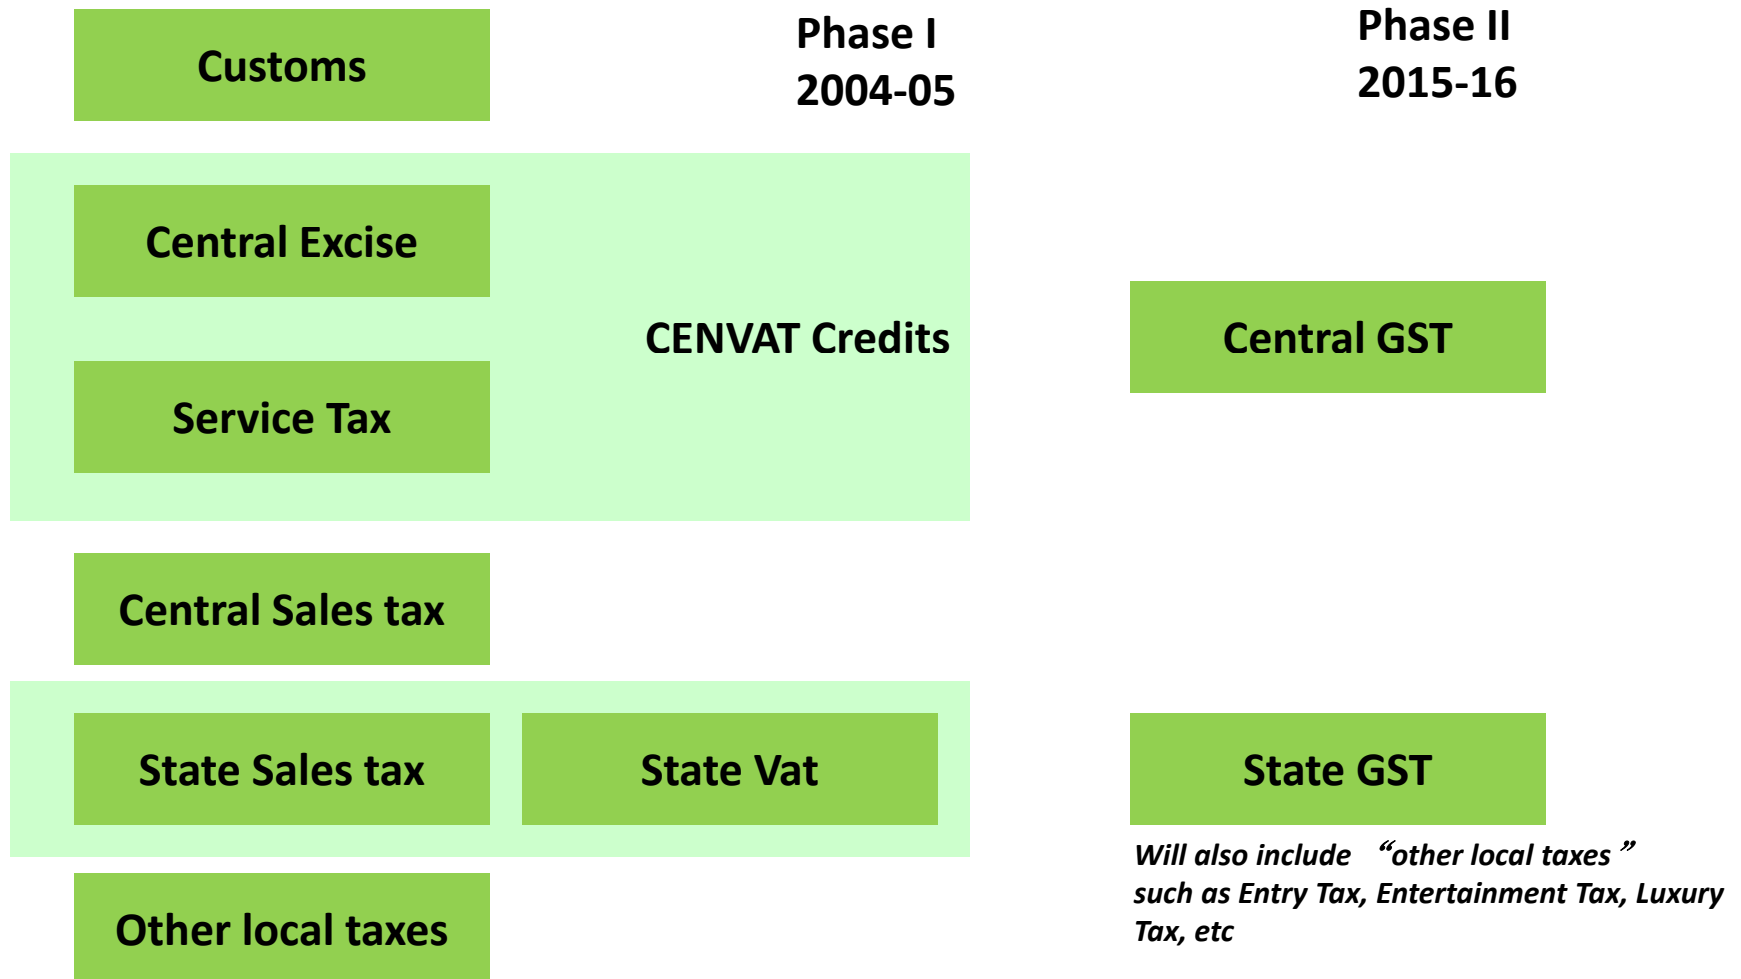 Customs
Phase I
2004-05
Phase II
2015-16
Central Excise
CENVAT Credits
Central GST
Service Tax
Central Sales tax
State Sales tax
State Vat
State GST
Will also include “other local taxes”
such as Entry Tax, Entertainment Tax, Luxury
Tax, etc
Other local taxes